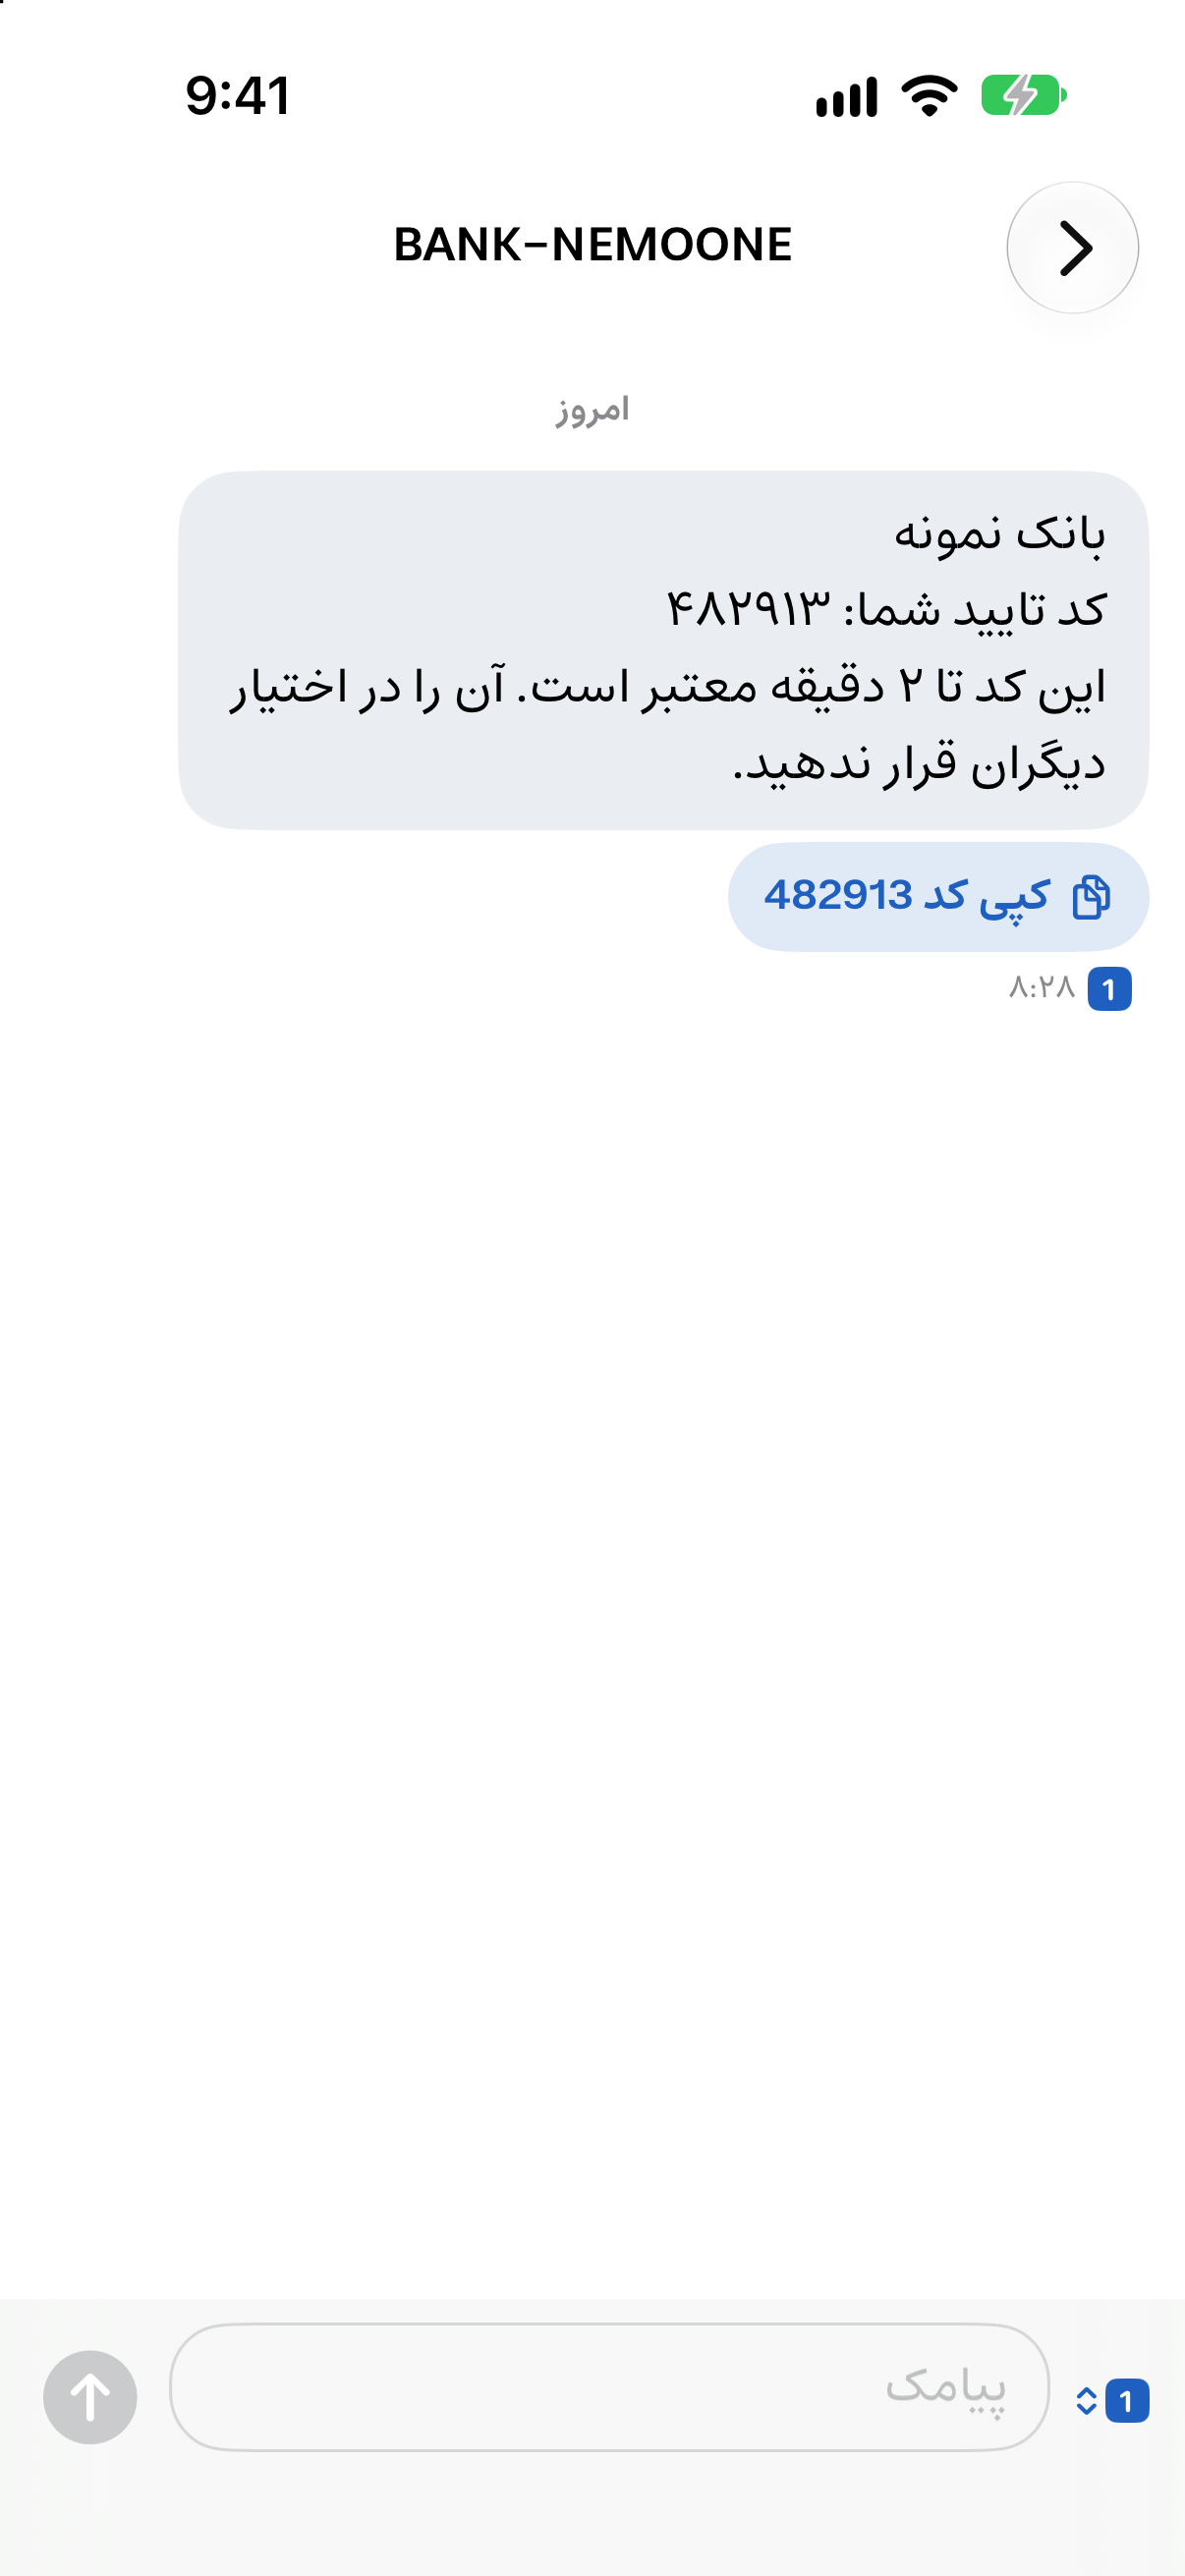 9:41
BANK-NEMOONE
امروز
بانک نمونه
کد تایید شما: ۴۸۲۹۱۳
این کد تا ۲ دقیقه معتبر است. آن را در اختیار
دیگران قرار ندهید.
کپی کد 482913
1 ۸:۲۸
1 پیامک